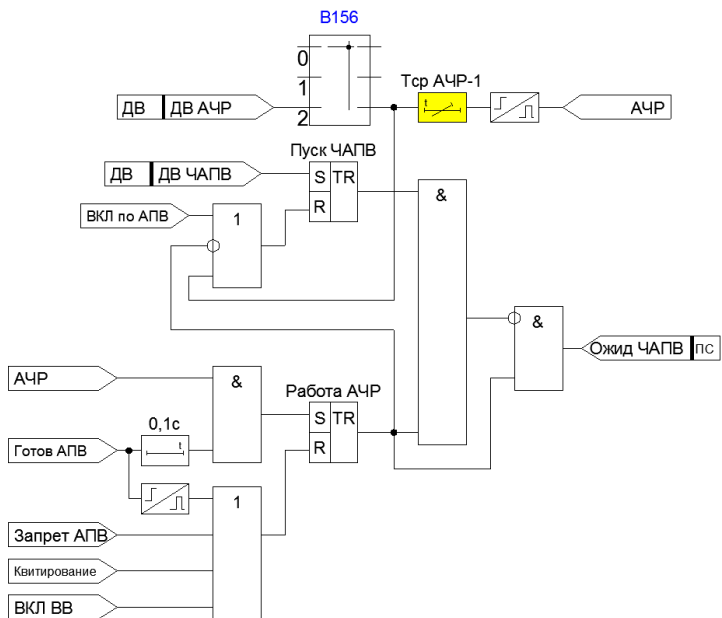 B156
0
1
2
ДВ ДВ АЧР
Тср АЧР-1
t
АЧР
Пуск ЧАПВ
ДВ ДВ ЧАПВ
S TR
R
&
ВКЛ по АПВ
1
&
Ожид ЧАПВ ПС
АЧР
&
Работа АЧР
S TR
R
0,1с
t
Готов АПВ
1
Запрет АПВ
Квитирование
ВКЛ ВВ